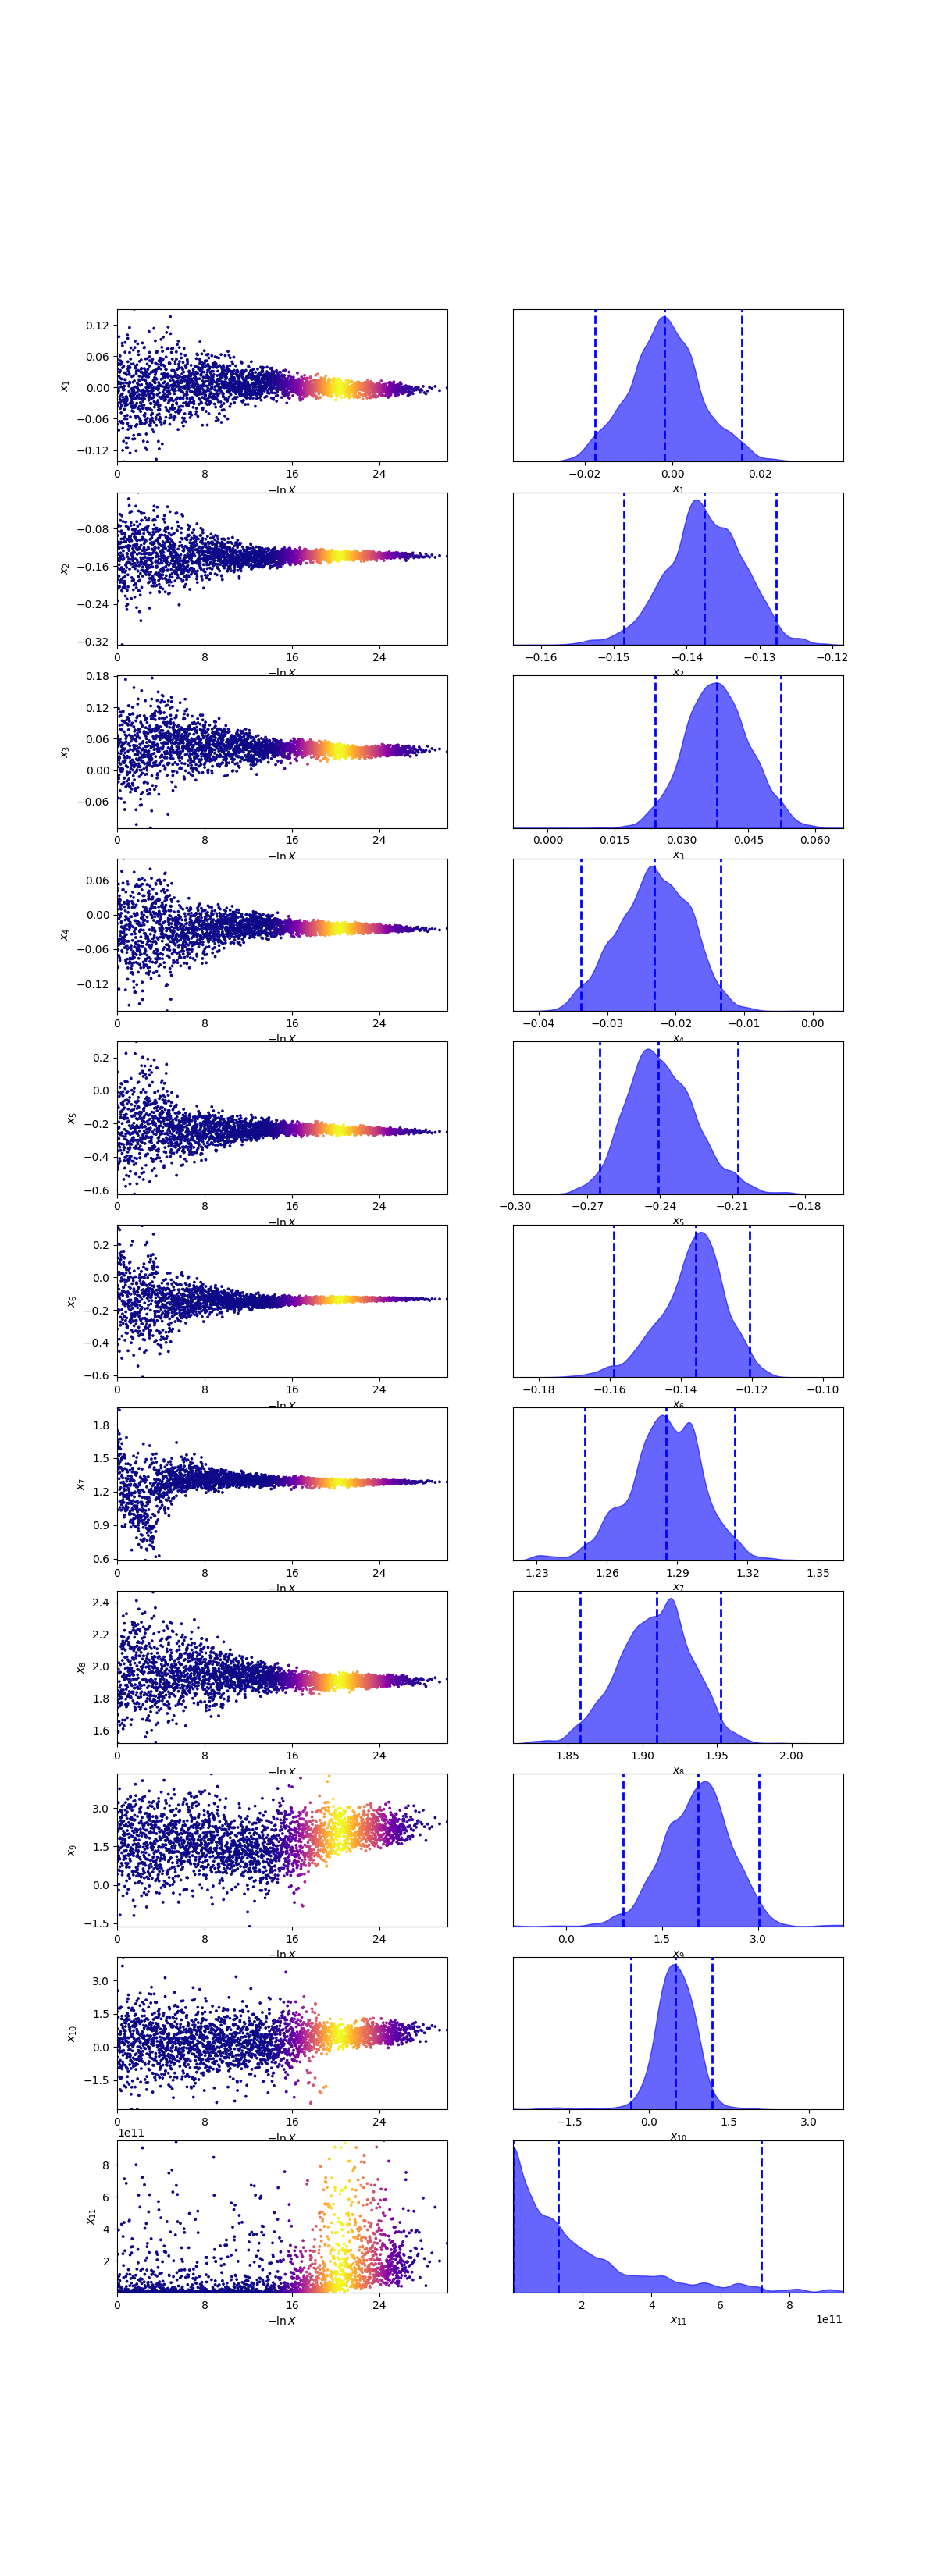 0.12
0.06
x₁ 0.00
−0.06
−0.12
0 8 16 24 −0.02 0.00 0.02
−ln X x₁
−0.08
x₂ −0.16
−0.24
−0.32
0 8 16 24 −0.16 −0.15 −0.14 −0.13 −0.12
−ln X x₂
0.18
0.12
x₃ 0.06
0.00
−0.06
0 8 16 24 0.000 0.015 0.030 0.045 0.060
−ln X x₃
0.06
x₄ 0.00
−0.06
−0.12
0 8 16 24 −0.04 −0.03 −0.02 −0.01 0.00
−ln X x₄
0.2
0.0
x₅ −0.2
−0.4
−0.6
0 8 16 24 −0.30 −0.27 −0.24 −0.21 −0.18
−ln X x₅
0.2
0.0
x₆ −0.2
−0.4
−0.6
0 8 16 24 −0.18 −0.16 −0.14 −0.12 −0.10
−ln X x₆
1.8
1.5
x₇ 1.2
0.9
0.6
0 8 16 24 1.23 1.26 1.29 1.32 1.35
−ln X x₇
2.4
2.2
x₈ 2.0
1.8
1.6
0 8 16 24 1.85 1.90 1.95 2.00
−ln X x₈
3.0
x₉ 1.5
0.0
−1.5
0 8 16 24 0.0 1.5 3.0
−ln X x₉
3.0
1.5
x₁₀ 0.0
−1.5
0 8 16 24 −1.5 0.0 1.5 3.0
−ln X x₁₀
1e11
8
6
x₁₁ 4
2
0 8 16 24 2 4 6 8
−ln X x₁₁ 1e11